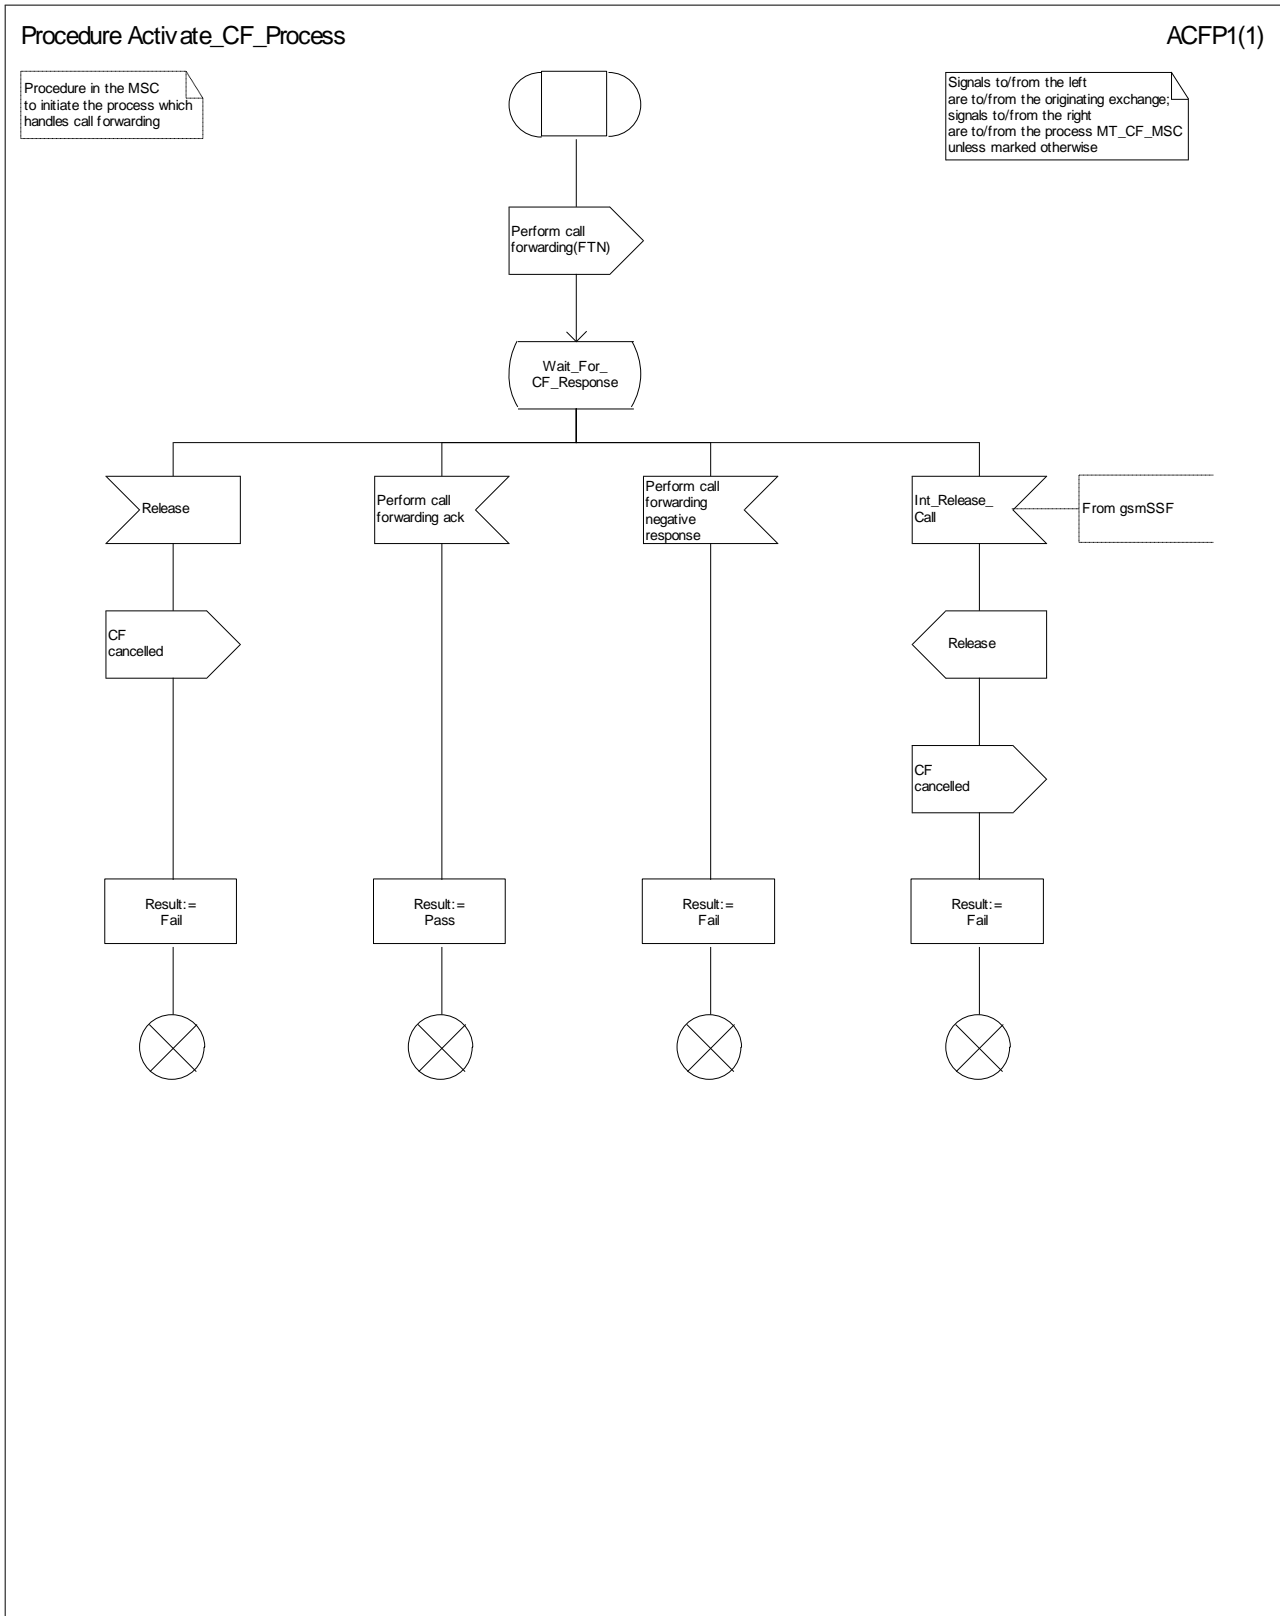 Procedure Activate_CF_Process
ACFP1(1)
Procedure in the MSC
to initiate the process which
handles call forwarding
Signals to/from the left
are to/from the originating exchange;
signals to/from the right
are to/from the process MT_CF_MSC
unless marked otherwise
Perform call
forwarding(FTN)
Wait_For_
CF_Response
Release
Perform call
forwarding ack
Perform call
forwarding
negative
response
Int_Release_
Call
From gsmSSF
CF
cancelled
Release
CF
cancelled
Result:=
Fail
Result:=
Pass
Result:=
Fail
Result:=
Fail